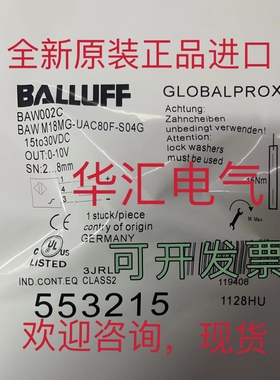 全新原装正品进口
BALLUFF
GLOBALPROX
BAW002C
BAW M18MG-UAC80F-S04G
15to30VDC
OUT:0-10V
SN:2...8mm
Achtung:
Zahnscheiben
unbedingt verwenden!
Attention:
lock washers
must be used!
华汇电气
1 stuck/piece
country of origin
GERMANY
M. Max
C
UL
US
LISTED
可开发票
3JRL
IND.CONT.EQ CLASS2
119408
553215
1128HU
欢迎咨询，现货